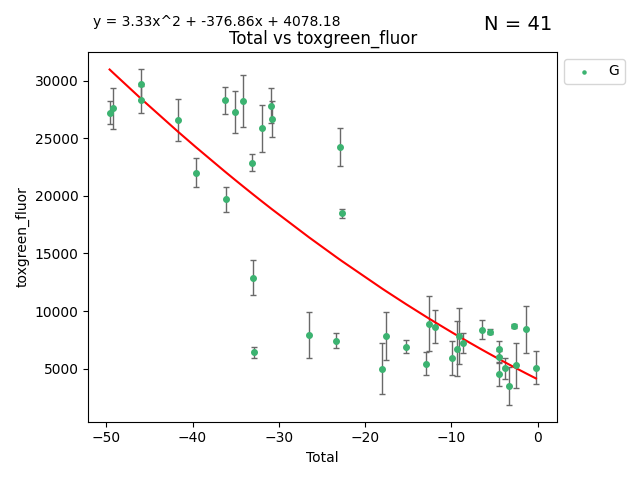 y = 3.33x^2 + -376.86x + 4078.18
N = 41
Total vs toxgreen_fluor
G
30000
25000
20000
15000
10000
5000
toxgreen_fluor
−50
−40
−30
−20
−10
0
Total